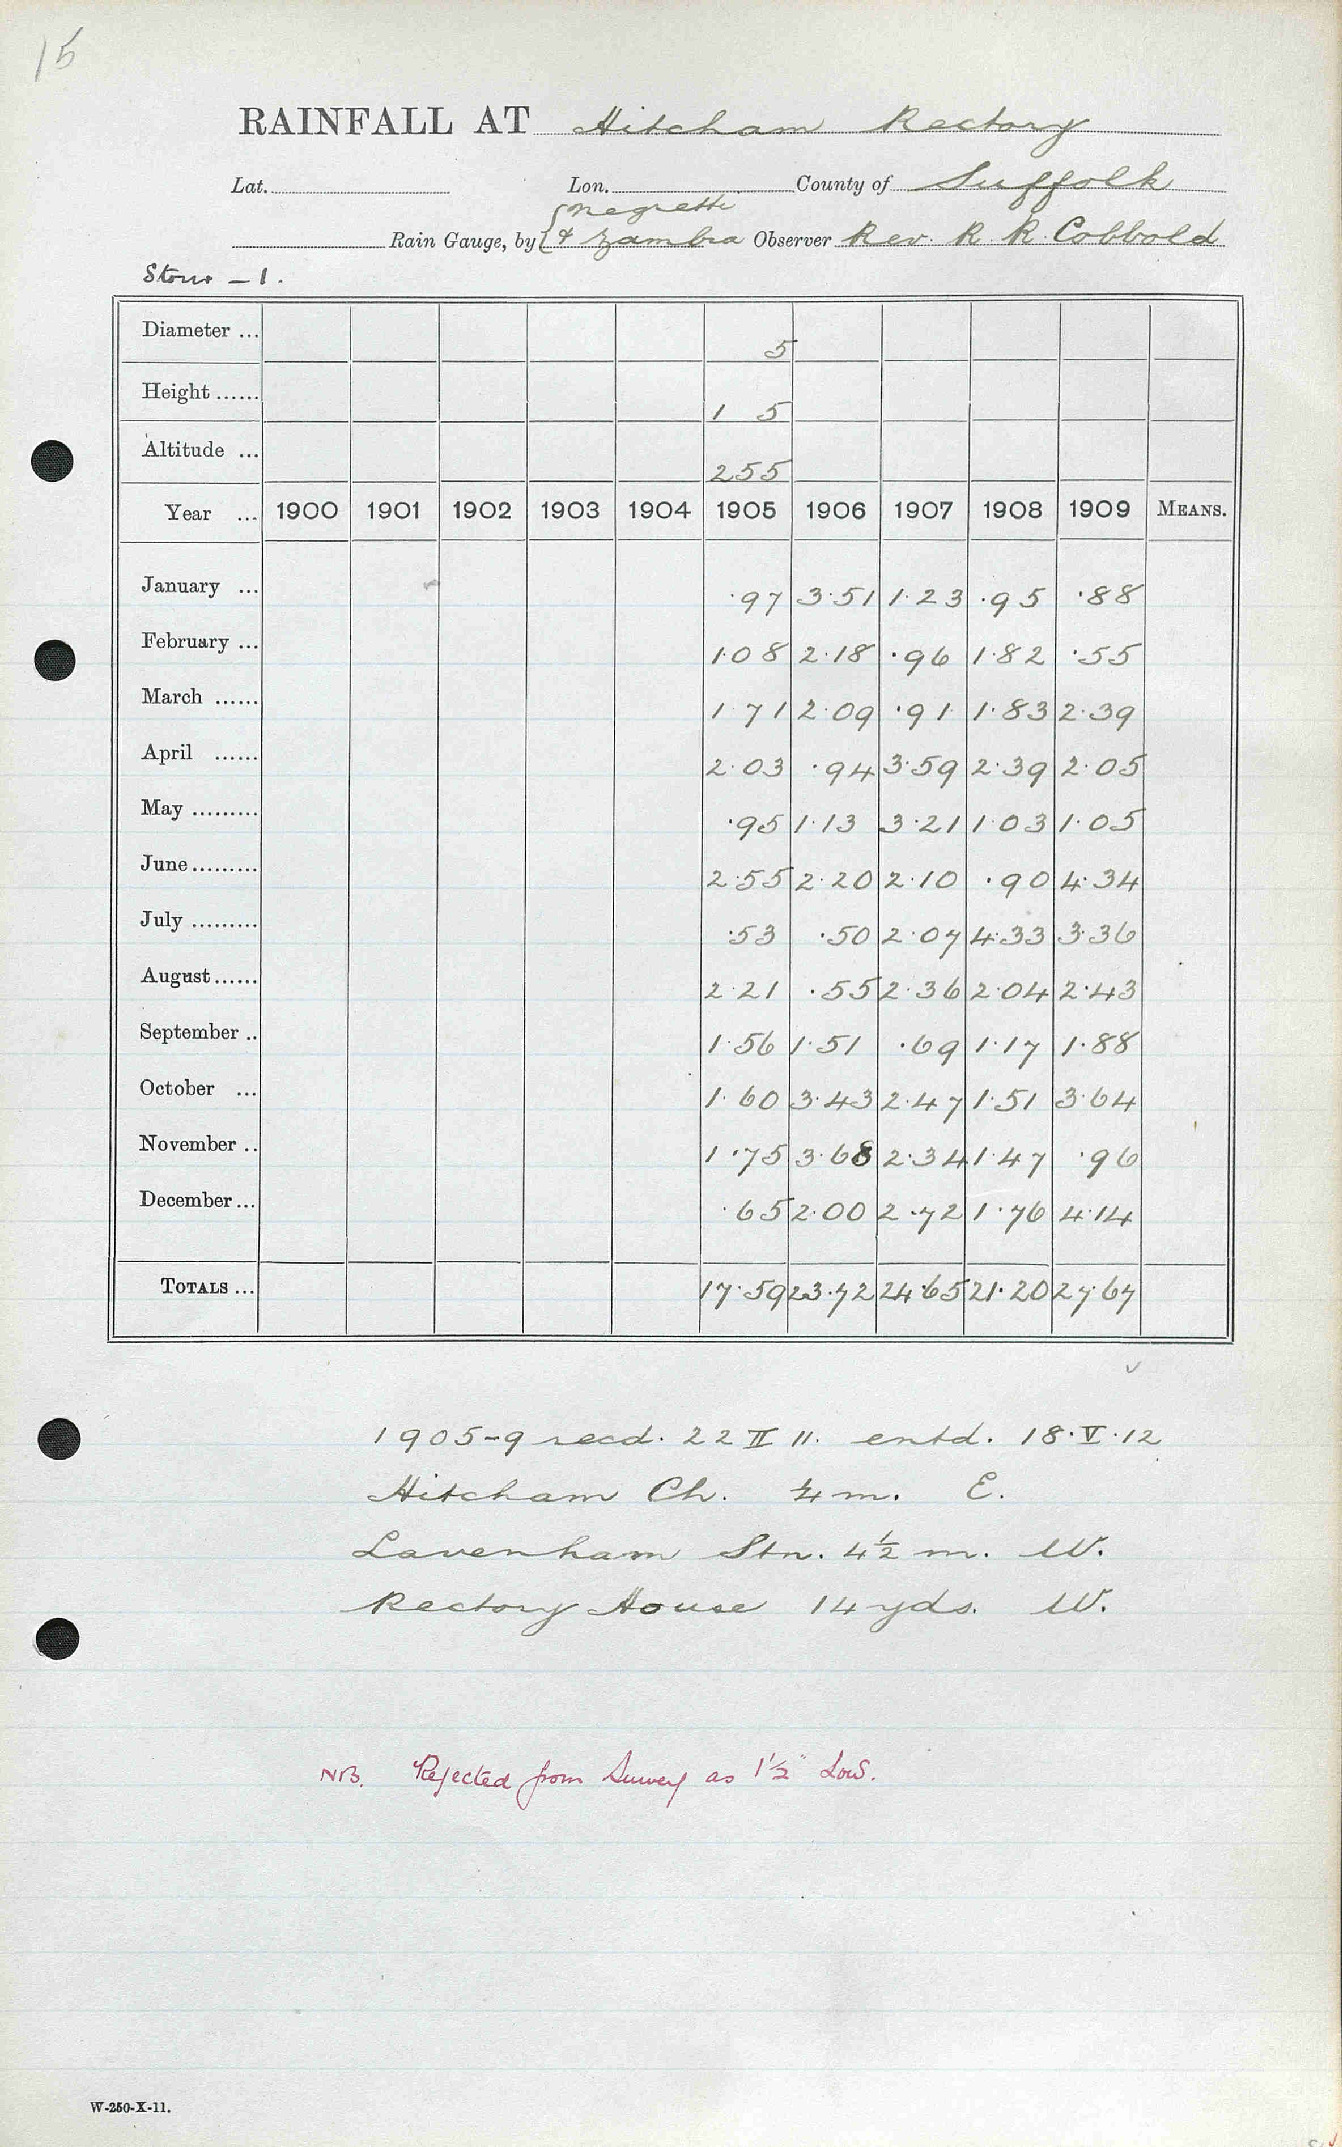 15
RAINFALL AT Hitcham Rectory
Lat. Lon. County of Suffolk
Rain Gauge, by { Negretti & Zambra Observer Rev. R. R. Cobbold
Stour - 1.
Diameter ... 5
Height ...... 1 5
Altitude ... 255
Year ... 1900 1901 1902 1903 1904 1905 1906 1907 1908 1909 MEANS.
January ... ·97 3·51 1·23 ·95 ·88
February ... 1·08 2·18 ·96 1·82 ·55
March ...... 1·71 2·09 ·91 1·83 2·39
April ...... 2·03 ·94 3·59 2·39 2·05
May ......... ·95 1·13 3·21 1·03 1·05
June ......... 2·55 2·20 2·10 ·90 4·34
July ......... ·53 ·50 2·07 4·33 3·36
August ...... 2·21 ·55 2·36 2·04 2·43
September .. 1·56 1·51 ·69 1·17 1·88
October ... 1·60 3·43 2·47 1·51 3·64
November .. 1·75 3·68 2·34 1·47 ·96
December ... ·65 2·00 2·72 1·76 4·14
TOTALS ... 17·59 23·72 24·65 21·20 27·67
1905-9 recd. 22 II 11. entd. 18·V·12
Hitcham Ch. ¼ m. E.
Lavenham Stn. 4½ m. W.
Rectory House 14 yds. W.
NB. Rejected from Survey as 1½" Low.
W-250-X-11.